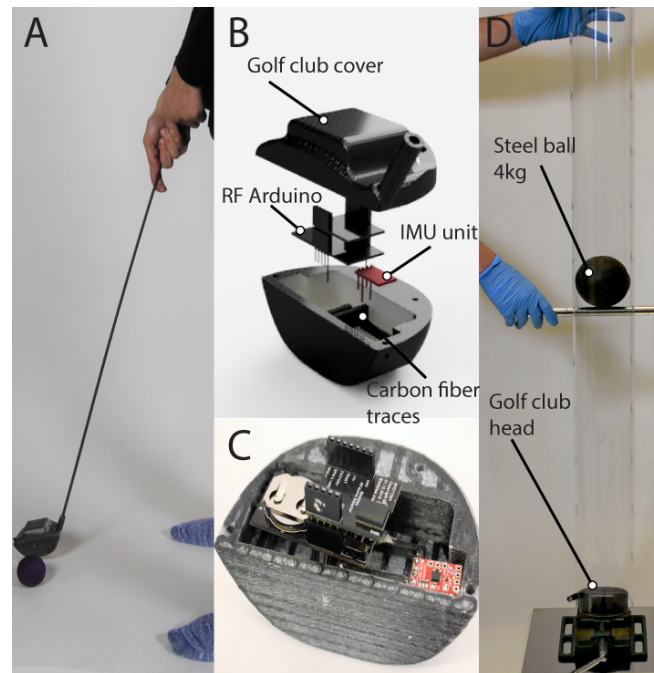 A
B
Golf club cover
RF Arduino
IMU unit
Carbon fiber
traces
C
D
Steel ball
4kg
Golf club
head